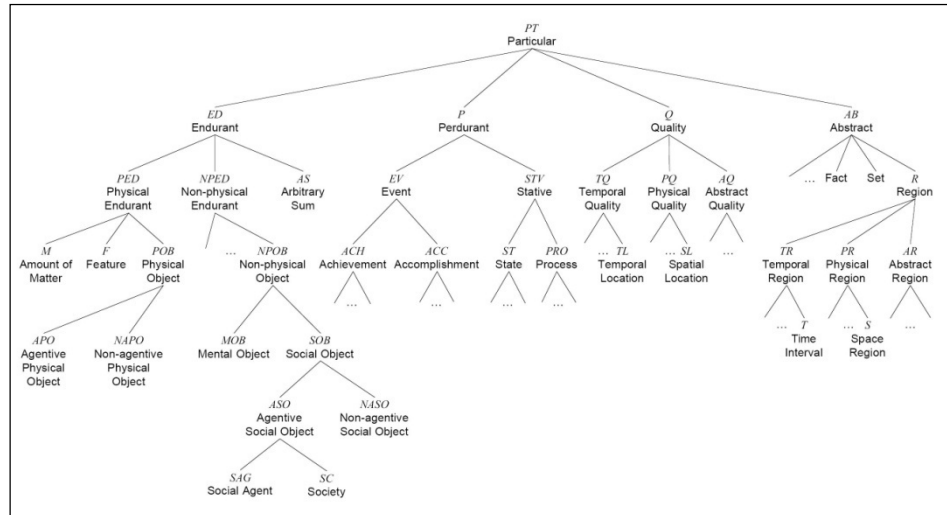 PT
Particular
ED
Endurant
P
Perdurant
Q
Quality
AB
Abstract
PED
Physical
Endurant
NPED
Non-physical
Endurant
AS
Arbitrary
Sum
EV
Event
STV
Stative
TQ
Temporal
Quality
PQ
Physical
Quality
AQ
Abstract
Quality
...
Fact
Set
R
Region
M
Amount of
Matter
F
Feature
POB
Physical
Object
...
NPOB
Non-physical
Object
ACH
Achievement
...
ACC
Accomplishment
...
ST
State
...
PRO
Process
...
... TL
Temporal
Location
... SL
Spatial
Location
...
TR
Temporal
Region
PR
Physical
Region
AR
Abstract
Region
... T
Time
Interval
... S
Space
Region
...
APO
Agentive
Physical
Object
NAPO
Non-agentive
Physical
Object
MOB
Mental Object
SOB
Social Object
ASO
Agentive
Social Object
NASO
Non-agentive
Social Object
SAG
Social Agent
SC
Society